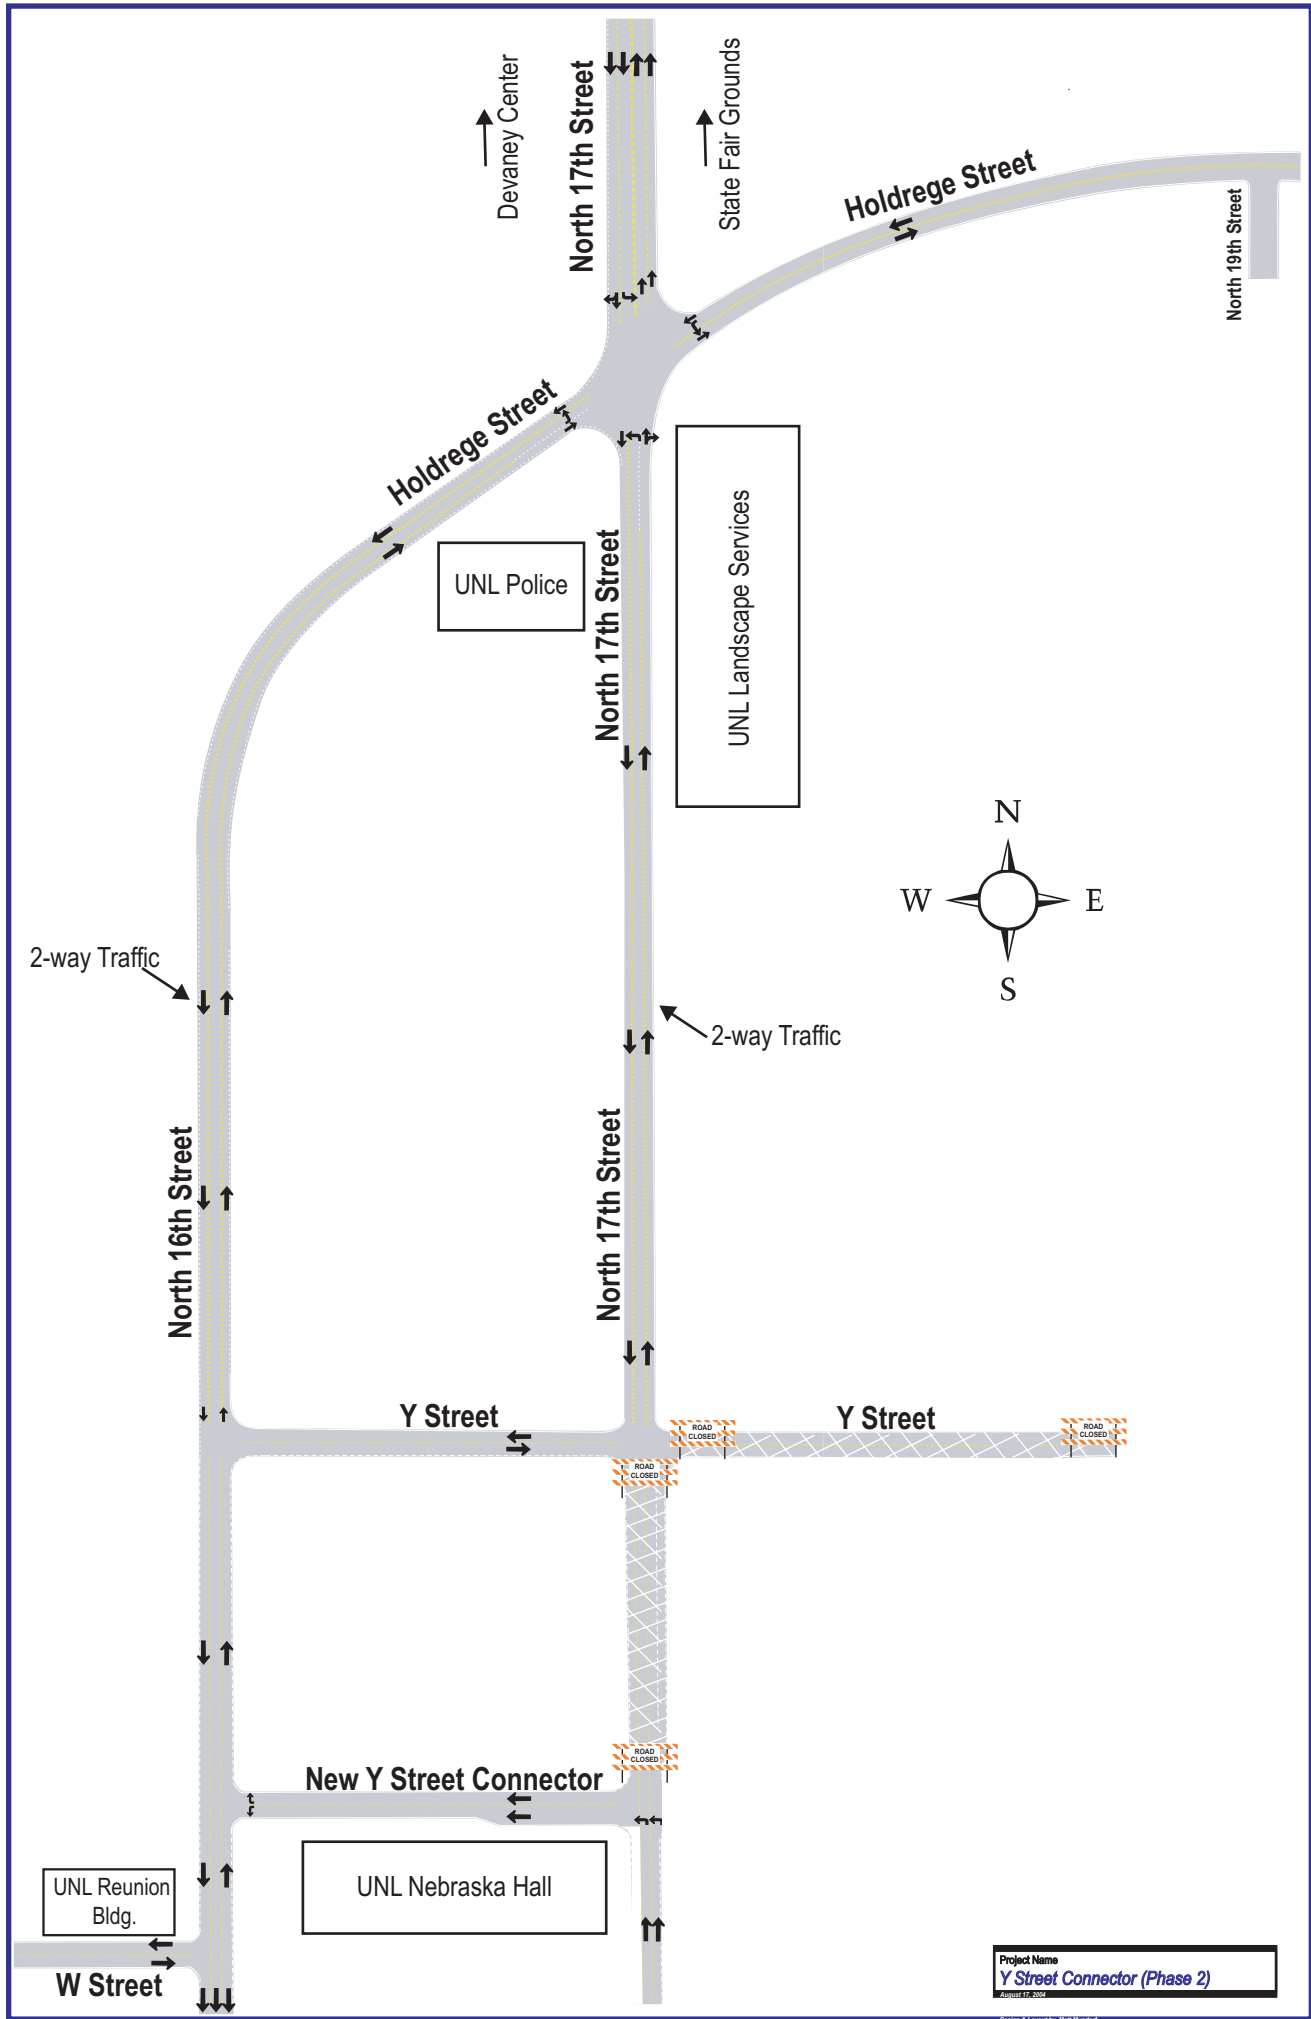 Devaney Center
North 17th Street
State Fair Grounds
Holdrege Street
North 19th Street
Holdrege Street
UNL Police
North 17th Street
UNL Landscape Services
N
W
E
S
2-way Traffic
2-way Traffic
North 16th Street
North 17th Street
Y Street
Y Street
ROAD
CLOSED
ROAD
CLOSED
ROAD
CLOSED
ROAD
CLOSED
New Y Street Connector
UNL Nebraska Hall
UNL Reunion
Bldg.
W Street
Project Name
Y Street Connector (Phase 2)
August 17, 2004